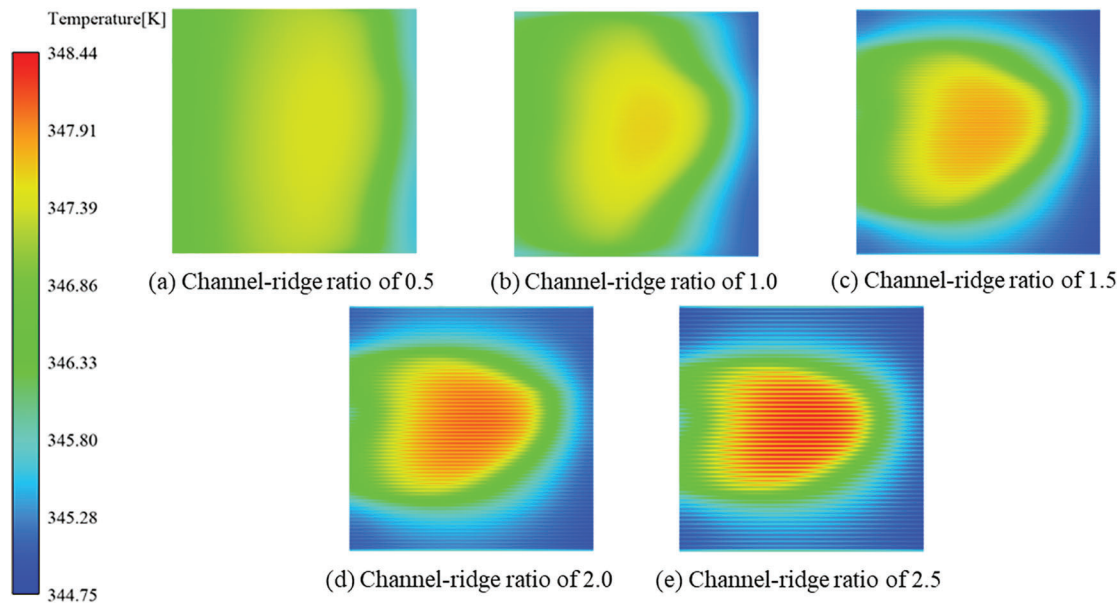 Temperature[K]
348.44
347.91
347.39
346.86
346.33
345.80
345.28
344.75
(a) Channel-ridge ratio of 0.5
(b) Channel-ridge ratio of 1.0
(c) Channel-ridge ratio of 1.5
(d) Channel-ridge ratio of 2.0
(e) Channel-ridge ratio of 2.5